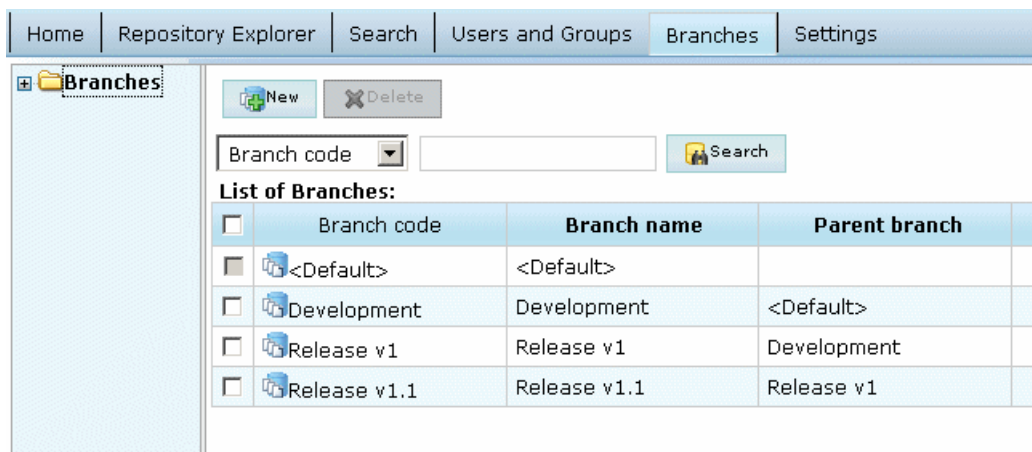 Home Repository Explorer Search Users and Groups Branches Settings
Branches
New Delete
Branch code Search
List of Branches:
Branch code Branch name Parent branch
<Default> <Default>
Development Development <Default>
Release v1 Release v1 Development
Release v1.1 Release v1.1 Release v1